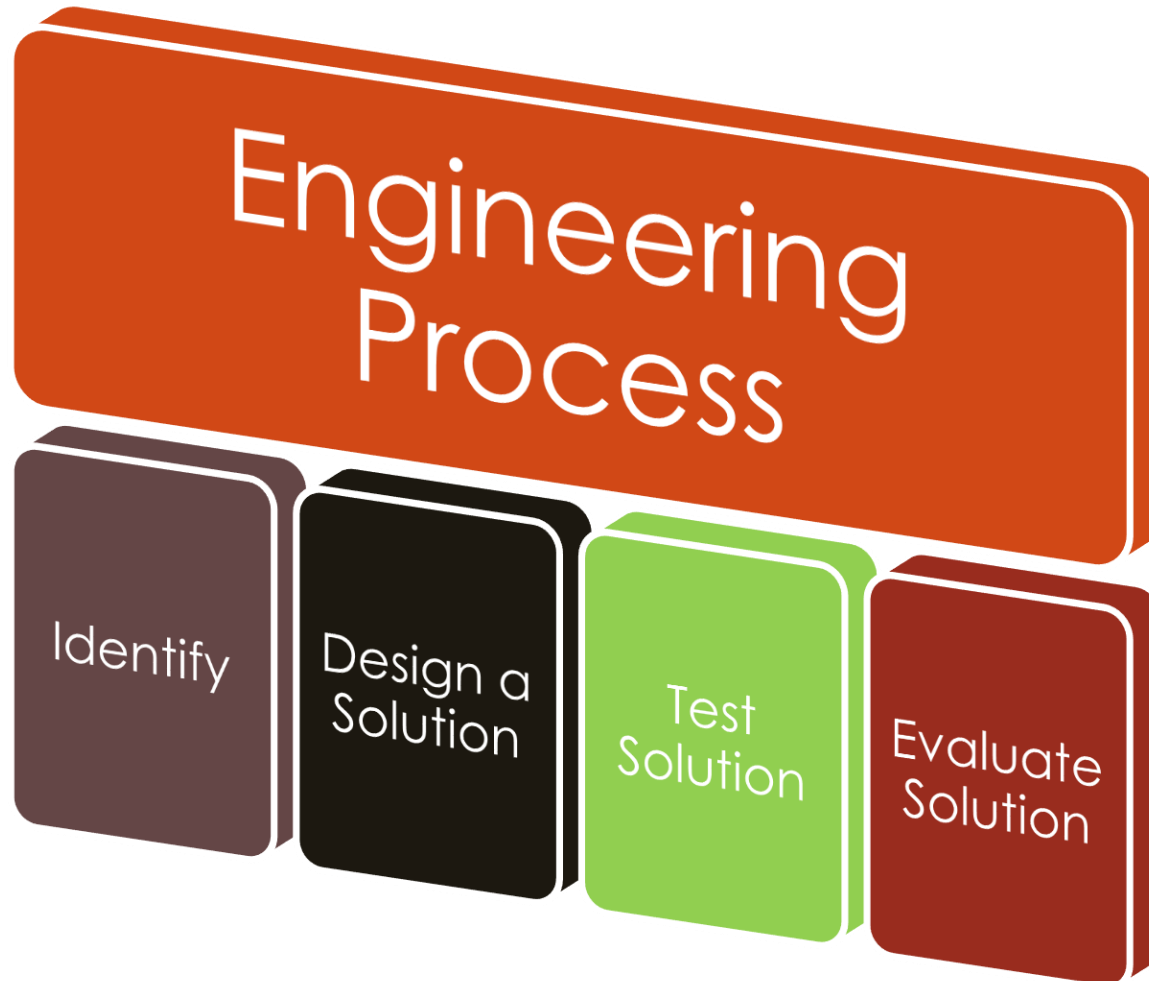 Engineering
Process
Identify
Design a
Solution
Test
Solution
Evaluate
Solution